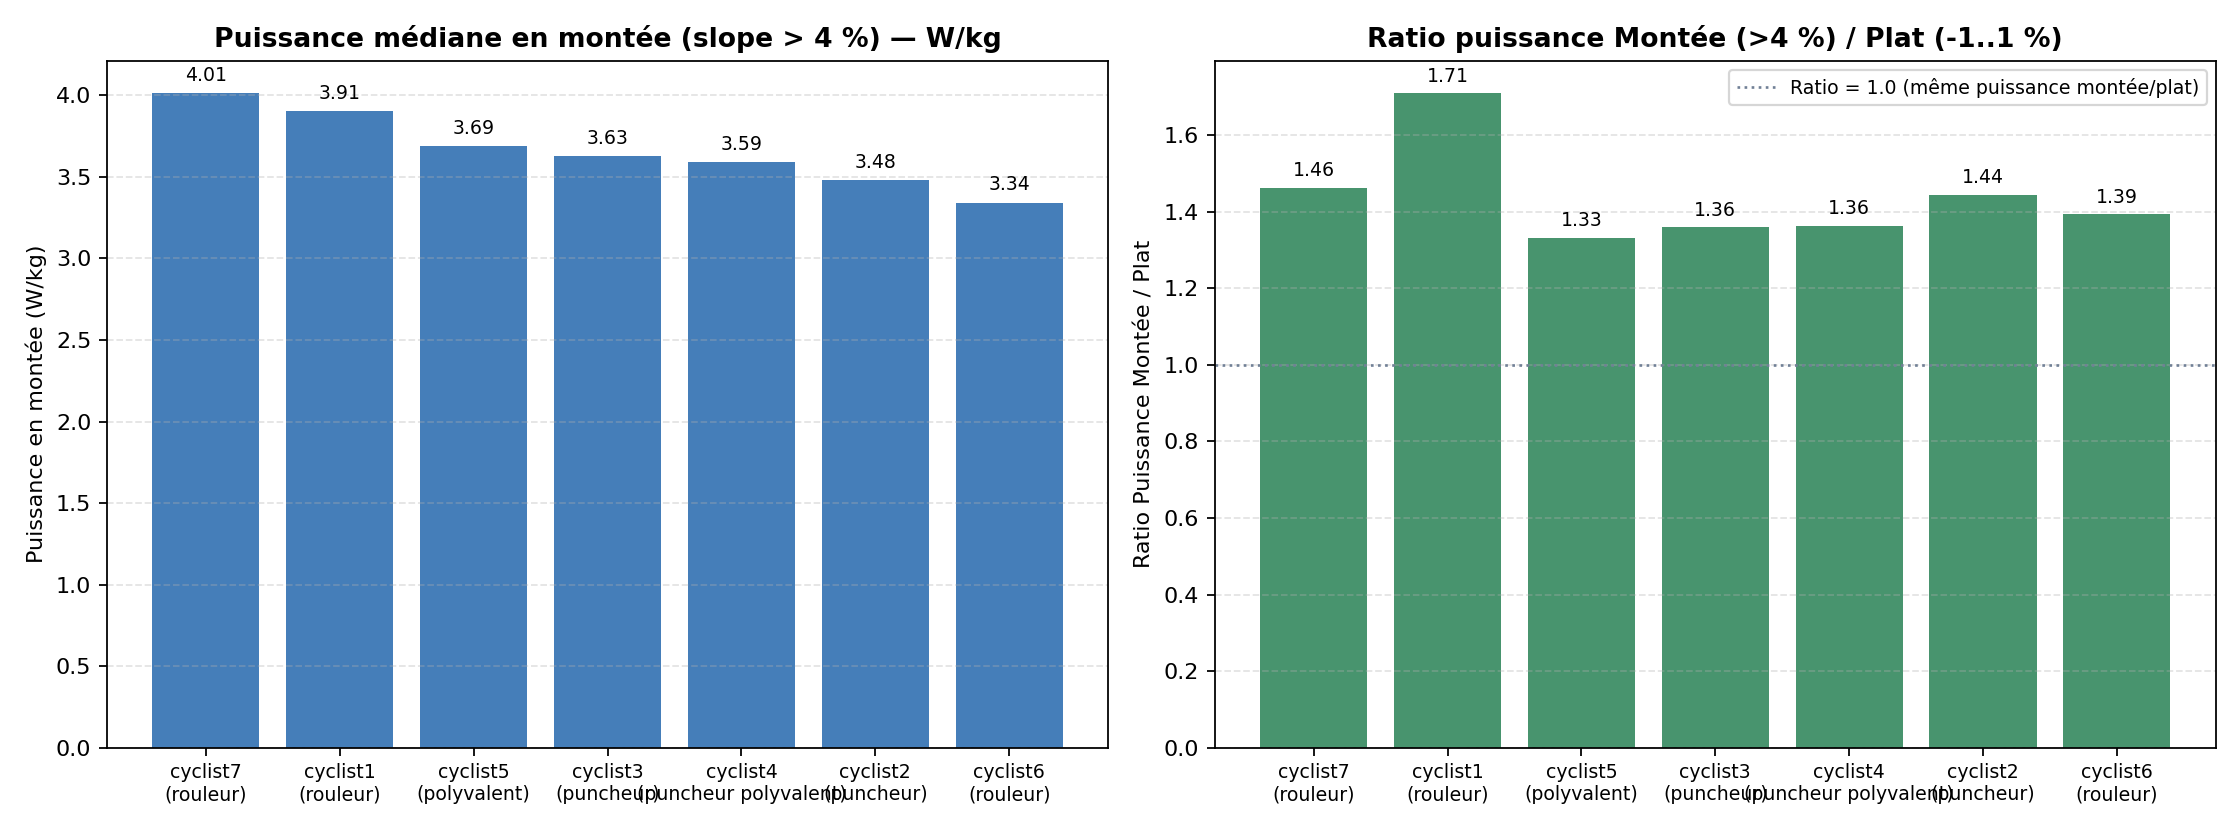 Puissance médiane en montée (slope > 4 %) — W/kg
Puissance en montée (W/kg)
4.0
3.5
3.0
2.5
2.0
1.5
1.0
0.5
0.0
4.01
3.91
3.69
3.63
3.59
3.48
3.34
cyclist7
(rouleur)
cyclist1
(rouleur)
cyclist5
(polyvalent)
cyclist3
(puncheur)
cyclist4
(puncheur polyvalent)
cyclist2
(puncheur)
cyclist6
(rouleur)
Ratio puissance Montée (>4 %) / Plat (-1..1 %)
Ratio Puissance Montée / Plat
Ratio = 1.0 (même puissance montée/plat)
1.6
1.4
1.2
1.0
0.8
0.6
0.4
0.2
0.0
1.46
1.71
1.33
1.36
1.36
1.44
1.39
cyclist7
(rouleur)
cyclist1
(rouleur)
cyclist5
(polyvalent)
cyclist3
(puncheur)
cyclist4
(puncheur polyvalent)
cyclist2
(puncheur)
cyclist6
(rouleur)